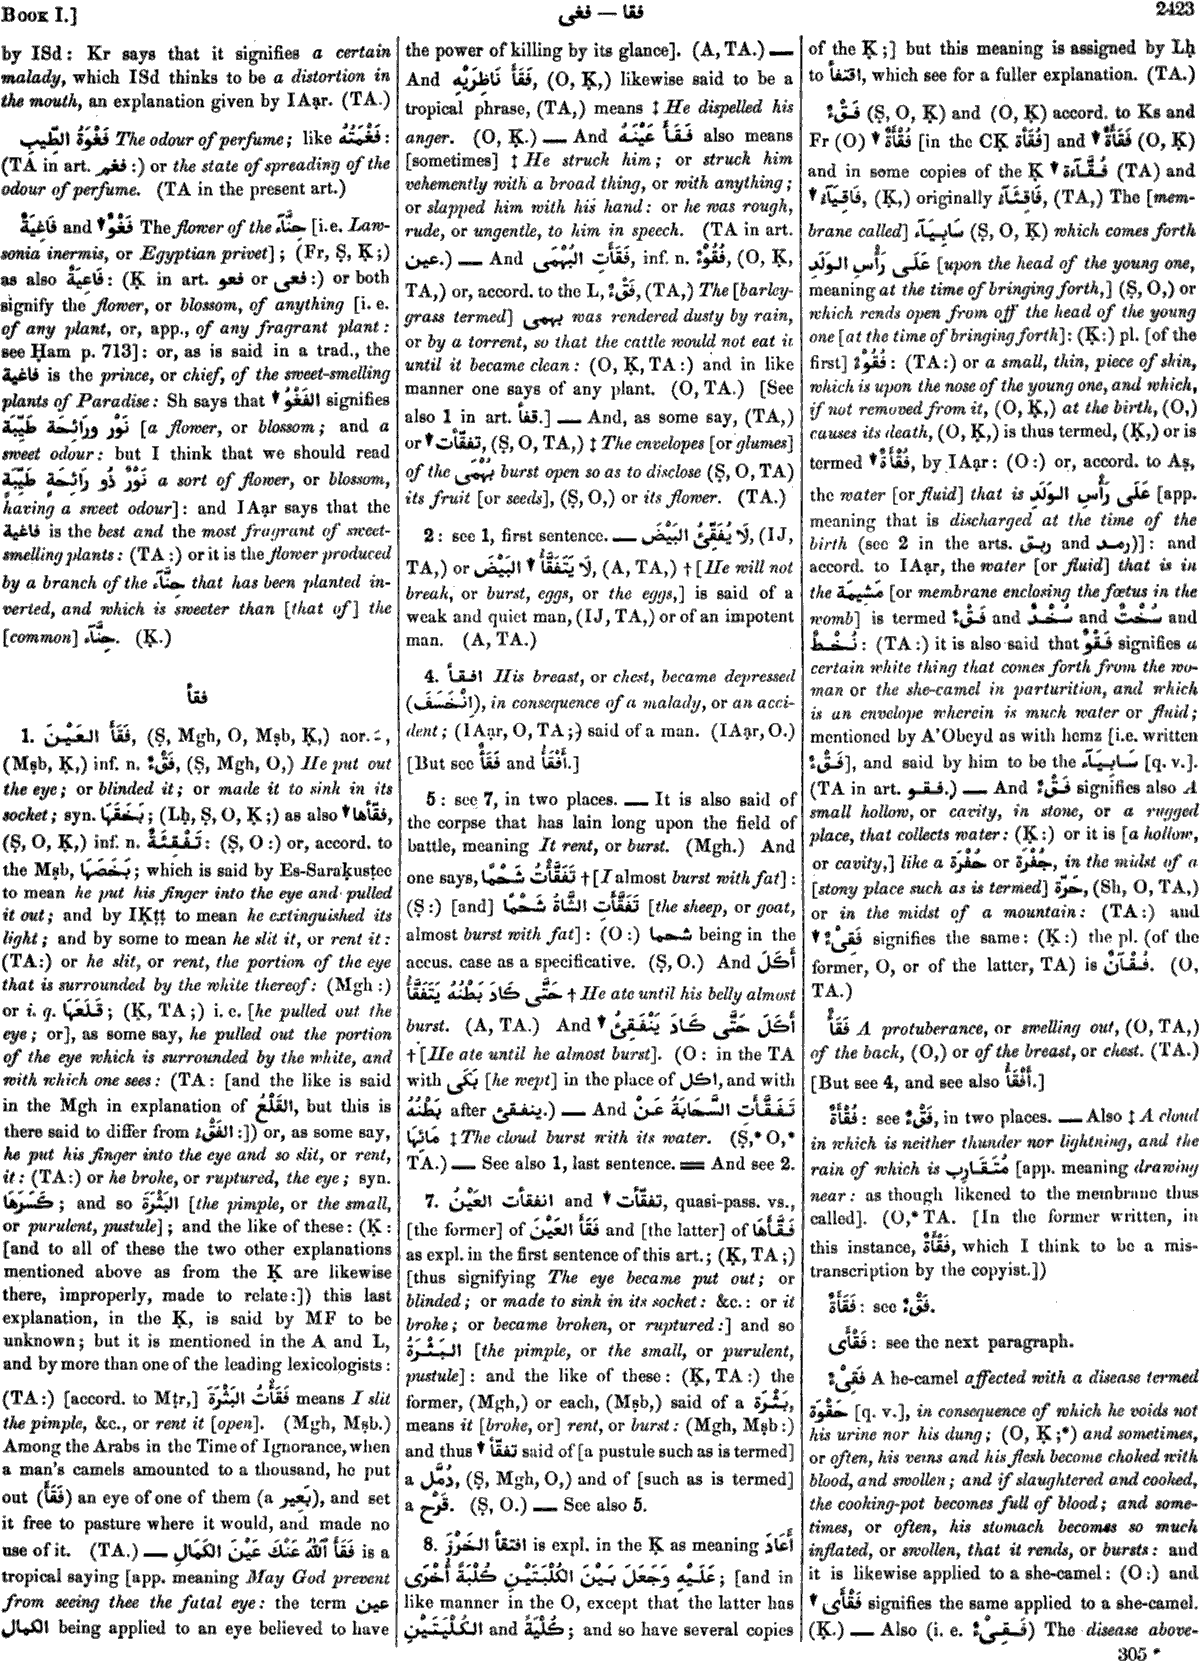 BOOK I.]
فقا — فغى
2423
by ISd: Kr says that it signifies a certain
malady, which ISd thinks to be a distortion in
the mouth, an explanation given by IAạr. (TA.)
فَغْوَةُ الطِّيبِ The odour of perfume; like فَغْمَتُهُ:
(TA in art. فغم:) or the state of spreading of the
odour of perfume. (TA in the present art.)
فَاغِيَةٌ and ▼ فَغْوٌ The flower of the حِنَّآء [i.e. Law-
sonia inermis, or Egyptian privet]; (Fr, Ṣ, Ḳ;)
as also فَاعِيَةٌ: (Ḳ in art. فعو or فعى:) or both
signify the flower, or blossom, of anything [i. e.
of any plant, or, app., of any fragrant plant:
see Ḥam p. 713]: or, as is said in a trad., the
فاغية is the prince, or chief, of the sweet-smelling
plants of Paradise: Sh says that ▼ الفَغْوُ signifies
نَوْر وَرَائِحَة طَيِّبَة [a flower, or blossom; and a
sweet odour: but I think that we should read
نَوْرٌ ذُو رَائِحَةٍ طَيِّبَةٍ a sort of flower, or blossom,
having a sweet odour]: and IAạr says that the
فاغية is the best and the most fragrant of sweet-
smelling plants: (TA:) or it is the flower produced
by a branch of the حِنَّآء that has been planted in-
verted, and which is sweeter than [that of] the
[common] حِنَّآء. (Ḳ.)
فقأ
1. فَقَأَ العَيْنَ, (Ṣ, Mgh, O, Mṣb, Ḳ,) aor. ـَ ,
(Mṣb, Ḳ,) inf. n. فَقْءٌ, (Ṣ, Mgh, O,) He put out
the eye; or blinded it; or made it to sink in its
socket; syn. بَخَقَهَا; (Lḥ, Ṣ, O, Ḳ;) as also ▼ فقّأها,
(Ṣ, O, Ḳ,) inf. n. تَفْقِئَةٌ: (Ṣ, O:) or, accord. to
the Mṣb, بَخَصَهَا; which is said by Es-Saraḳusṭee
to mean he put his finger into the eye and pulled
it out; and by IḲṭṭ to mean he extinguished its
light; and by some to mean he slit it, or rent it:
(TA:) or he slit, or rent, the portion of the eye
that is surrounded by the white thereof: (Mgh:)
or i. q. قَلَعَهَا; (Ḳ, TA;) i. e. [he pulled out the
eye; or], as some say, he pulled out the portion
of the eye which is surrounded by the white, and
with which one sees: (TA: [and the like is said
in the Mgh in explanation of القَلْعُ, but this is
there said to differ from الفَقْءُ:]) or, as some say,
he put his finger into the eye and so slit, or rent,
it: (TA:) or he broke, or ruptured, the eye; syn.
كَسَرَهَا; and so البَثْرَةَ [the pimple, or the small,
or purulent, pustule]; and the like of these: (Ḳ:
[and to all of these the two other explanations
mentioned above as from the Ḳ are likewise
there, improperly, made to relate:]) this last
explanation, in the Ḳ, is said by MF to be
unknown; but it is mentioned in the A and L,
and by more than one of the leading lexicologists:
(TA:) [accord. to Mṭr,] فَقَأْتُ البَثْرَةَ means I slit
the pimple, &c., or rent it [open]. (Mgh, Mṣb.)
Among the Arabs in the Time of Ignorance, when
a man's camels amounted to a thousand, he put
out (فَقَأَ) an eye of one of them (a بَعِير), and set
it free to pasture where it would, and made no
use of it. (TA.) — فَقَأَ ٱللّٰهُ عَنْكَ عَيْنَ الكَمَالِ is a
tropical saying [app. meaning May God prevent
from seeing thee the fatal eye: the term عين
الكمال being applied to an eye believed to have
the power of killing by its glance]. (A, TA.) —
And فَقَأَ نَاظِرَيْهِ, (O, Ḳ,) likewise said to be a
tropical phrase, (TA,) means ‡ He dispelled his
anger. (O, Ḳ.) — And فَقَأَ عَيْنَهُ also means
[sometimes] ‡ He struck him; or struck him
vehemently with a broad thing, or with anything;
or slapped him with his hand: or he was rough,
rude, or ungentle, to him in speech. (TA in art.
عين.) — And فَقَأَتِ البُهْمَى, inf. n. فُقُوْءٌ, (O, Ḳ,
TA,) or, accord. to the L, فَقْءٌ, (TA,) The [barley-
grass termed] بهمى was rendered dusty by rain,
or by a torrent, so that the cattle would not eat it
until it became clean: (O, Ḳ, TA:) and in like
manner one says of any plant. (O, TA.) [See
also 1 in art. قفأ.] — And, as some say, (TA,)
or ▼ تفقّأت, (Ṣ, O, TA,) ‡ The envelopes [or glumes]
of the بُهْمَى burst open so as to disclose (Ṣ, O, TA)
its fruit [or seeds], (Ṣ, O,) or its flower. (TA.)
2: see 1, first sentence. — لَا يُفَقِّئُ البَيْضَ, (IJ,
TA,) or ▼ لَا يَتَفَقَّأُ البَيْضَ, (A, TA,) † [He will not
break, or burst, eggs, or the eggs,] is said of a
weak and quiet man, (IJ, TA,) or of an impotent
man. (A, TA.)
4. افقأ His breast, or chest, became depressed
(انْخَسَفَ), in consequence of a malady, or an acci-
dent; (IAạr, O, TA;) said of a man. (IAạr, O.)
[But see فَقَأٌ and أَفْقَأُ.]
5: see 7, in two places. — It is also said of
the corpse that has lain long upon the field of
battle, meaning It rent, or burst. (Mgh.) And
one says, تَفَقَّأْتُ شَحْمًا † [I almost burst with fat]:
(Ṣ:) [and] تَفَقَّأَتِ الشَّاةُ شَحْمًا [the sheep, or goat,
almost burst with fat]: (O:) شحما being in the
accus. case as a specificative. (Ṣ, O.) And أَكَلَ
حَتَّى كَادَ بَطْنُهُ يَتَفَقَّأُ † He ate until his belly almost
burst. (A, TA.) And ▼ أَكَلَ حَتَّى كَادَ يَنْفَقِئُ
† [He ate until he almost burst]. (O: in the TA
with بَكَى [he wept] in the place of اكل, and with
بَطْنُهُ after ينفقئ.) — And تَفَقَّأَتِ السَّحَابَةُ عَنْ
مَائِهَا ‡ The cloud burst with its water. (Ṣ,* O,*
TA.) — See also 1, last sentence. = And see 2.
7. انفقأت العَيْنُ and ▼ تفقّأت, quasi-pass. vs.,
[the former] of فَقَأَ العَيْنَ and [the latter] of فَقَّأَهَا
as expl. in the first sentence of this art.; (Ḳ, TA;)
[thus signifying The eye became put out; or
blinded; or made to sink in its socket: &c.: or it
broke; or became broken, or ruptured:] and so
البَثْرَةُ [the pimple, or the small, or purulent,
pustule]: and the like of these: (Ḳ, TA:) the
former, (Mgh,) or each, (Mṣb,) said of a بَثْرَة,
means it [broke, or] rent, or burst: (Mgh, Mṣb:)
and thus ▼ تفقّأ said of [a pustule such as is termed]
a دُمَّل, (Ṣ, Mgh, O,) and of [such as is termed]
a قَرْح. (Ṣ, O.) — See also 5.
8. افتقأ الخَرْزَ is expl. in the Ḳ as meaning أَعَادَ
عَلَيْهِ وَجَعَلَ بَيْنَ الكُلْبَتَيْنِ كُلْبَةً أُخْرَى; [and in
like manner in the O, except that the latter has
الكُلْيَتَيْنِ and كُلْيَةً; and so have several copies
of the Ḳ;] but this meaning is assigned by Lḥ
to اقتفأ, which see for a fuller explanation. (TA.)
فَقْءٌ (Ṣ, O, Ḳ) and (O, Ḳ) accord. to Ks and
Fr (O) ▼ فُقْأَةٌ [in the CḲ فُقَأَة] and ▼ فَقَأَةٌ (O, Ḳ)
and in some copies of the Ḳ ▼ فُقَّآءَة (TA) and
▼ فَاقِيَآءُ, (Ḳ,) originally فَاقِئَآءُ, (TA,) The [mem-
brane called] سَابِيَآء (Ṣ, O, Ḳ) which comes forth
عَلَى رَأْسِ الوَلَدِ [upon the head of the young one,
meaning at the time of bringing forth,] (Ṣ, O,) or
which rends open from off the head of the young
one [at the time of bringing forth]: (Ḳ:) pl. [of the
first] فُقُوْءٌ: (TA:) or a small, thin, piece of skin,
which is upon the nose of the young one, and which,
if not removed from it, (O, Ḳ,) at the birth, (O,)
causes its death, (O, Ḳ,) is thus termed, (Ḳ,) or is
termed ▼ فُقْأَةٌ, by IAạr: (O:) or, accord. to Aṣ,
the water [or fluid] that is عَلَى رَأْسِ الوَلَدِ [app.
meaning that is discharged at the time of the
birth (see 2 in the arts. ربق and رمد)]: and
accord. to IAạr, the water [or fluid] that is in
the مَشِيمَة [or membrane enclosing the fœtus in the
womb] is termed فَقْءٌ and سُخْدٌ and سُخْتٌ and
نُخْطٌ: (TA:) it is also said that فَقْوٌ signifies a
certain white thing that comes forth from the wo-
man or the she-camel in parturition, and which
is an envelope wherein is much water or fluid;
mentioned by A'Obeyd as with hemz [i.e. written
فَقْءٌ], and said by him to be the سَابِيَآء [q. v.].
(TA in art. فقو.) — And فَقْءٌ signifies also A
small hollow, or cavity, in stone, or a rugged
place, that collects water: (Ḳ:) or it is [a hollow,
or cavity,] like a حُفْرَة or جُفْرَة, in the midst of a
[stony place such as is termed] حَرَّة, (Sh, O, TA,)
or in the midst of a mountain: (TA:) and
▼ فَقِىْءٌ signifies the same: (Ḳ:) the pl. (of the
former, O, or of the latter, TA) is فُقْآنٌ. (O,
TA.)
فَقَأٌ A protuberance, or swelling out, (O, TA,)
of the back, (O,) or of the breast, or chest. (TA.)
[But see 4, and see also أَفْقَأُ.]
فُقْأَةٌ: see فَقْءٌ, in two places. — Also ‡ A cloud
in which is neither thunder nor lightning, and the
rain of which is مُتَقَارِب [app. meaning drawing
near: as though likened to the membrane thus
called]. (O,* TA. [In the former written, in
this instance, فَقْأَة, which I think to be a mis-
transcription by the copyist.])
فَقَأَةٌ: see فَقْءٌ.
فَقْأَى: see the next paragraph.
فَقِىْءٌ A he-camel affected with a disease termed
حَقْوَة [q. v.], in consequence of which he voids not
his urine nor his dung; (O, Ḳ;*) and sometimes,
or often, his veins and his flesh become choked with
blood, and swollen; and if slaughtered and cooked,
the cooking-pot becomes full of blood; and some-
times, or often, his stomach becomes so much
inflated, or swollen, that it rends, or bursts: and
it is likewise applied to a she-camel: (O:) and
▼ فَقْأَى signifies the same applied to a she-camel.
(Ḳ.) — Also (i. e. فَقِىْءٌ) The disease above-
305 *